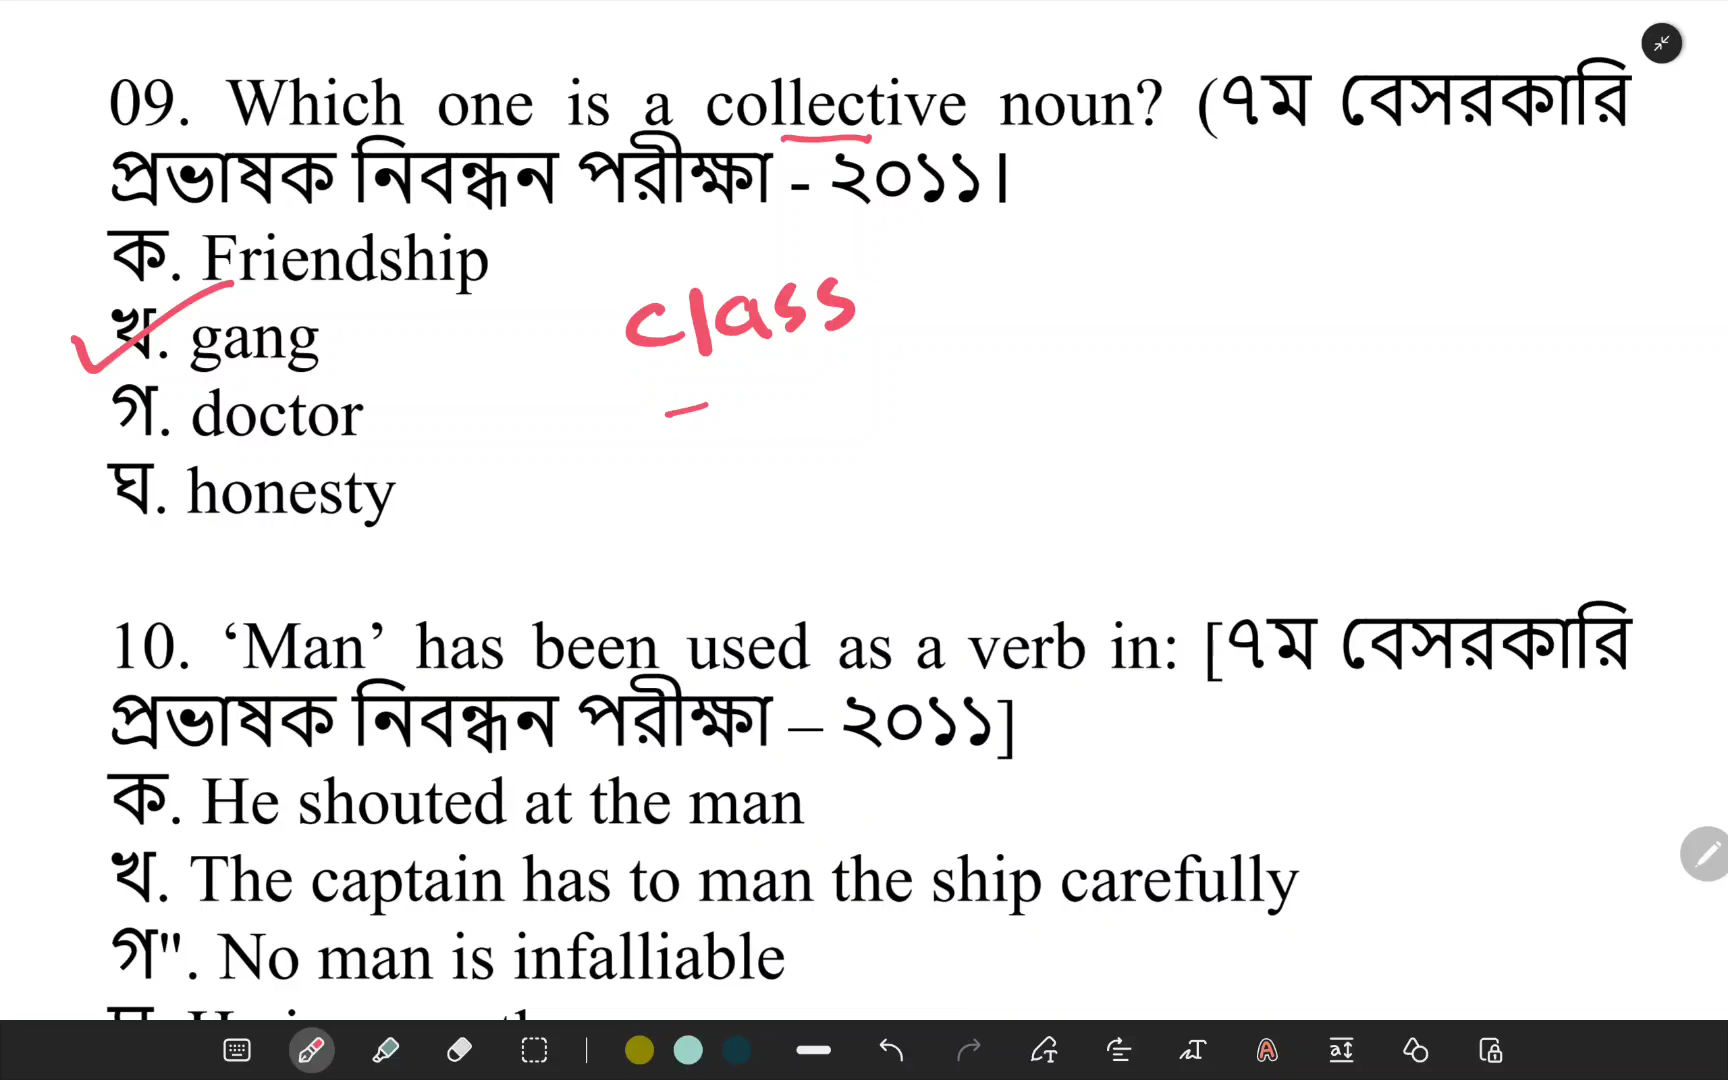 09. Which one is a collective noun? (৭ম বেসরকারি
প্রভাষক নিবন্ধন পরীক্ষা - ২০১১।
ক. Friendship
খ. gang
class
গ. doctor
ঘ. honesty
10. ‘Man’ has been used as a verb in: [৭ম বেসরকারি
প্রভাষক নিবন্ধন পরীক্ষা – ২০১১]
ক. He shouted at the man
খ. The captain has to man the ship carefully
গ". No man is infalliable